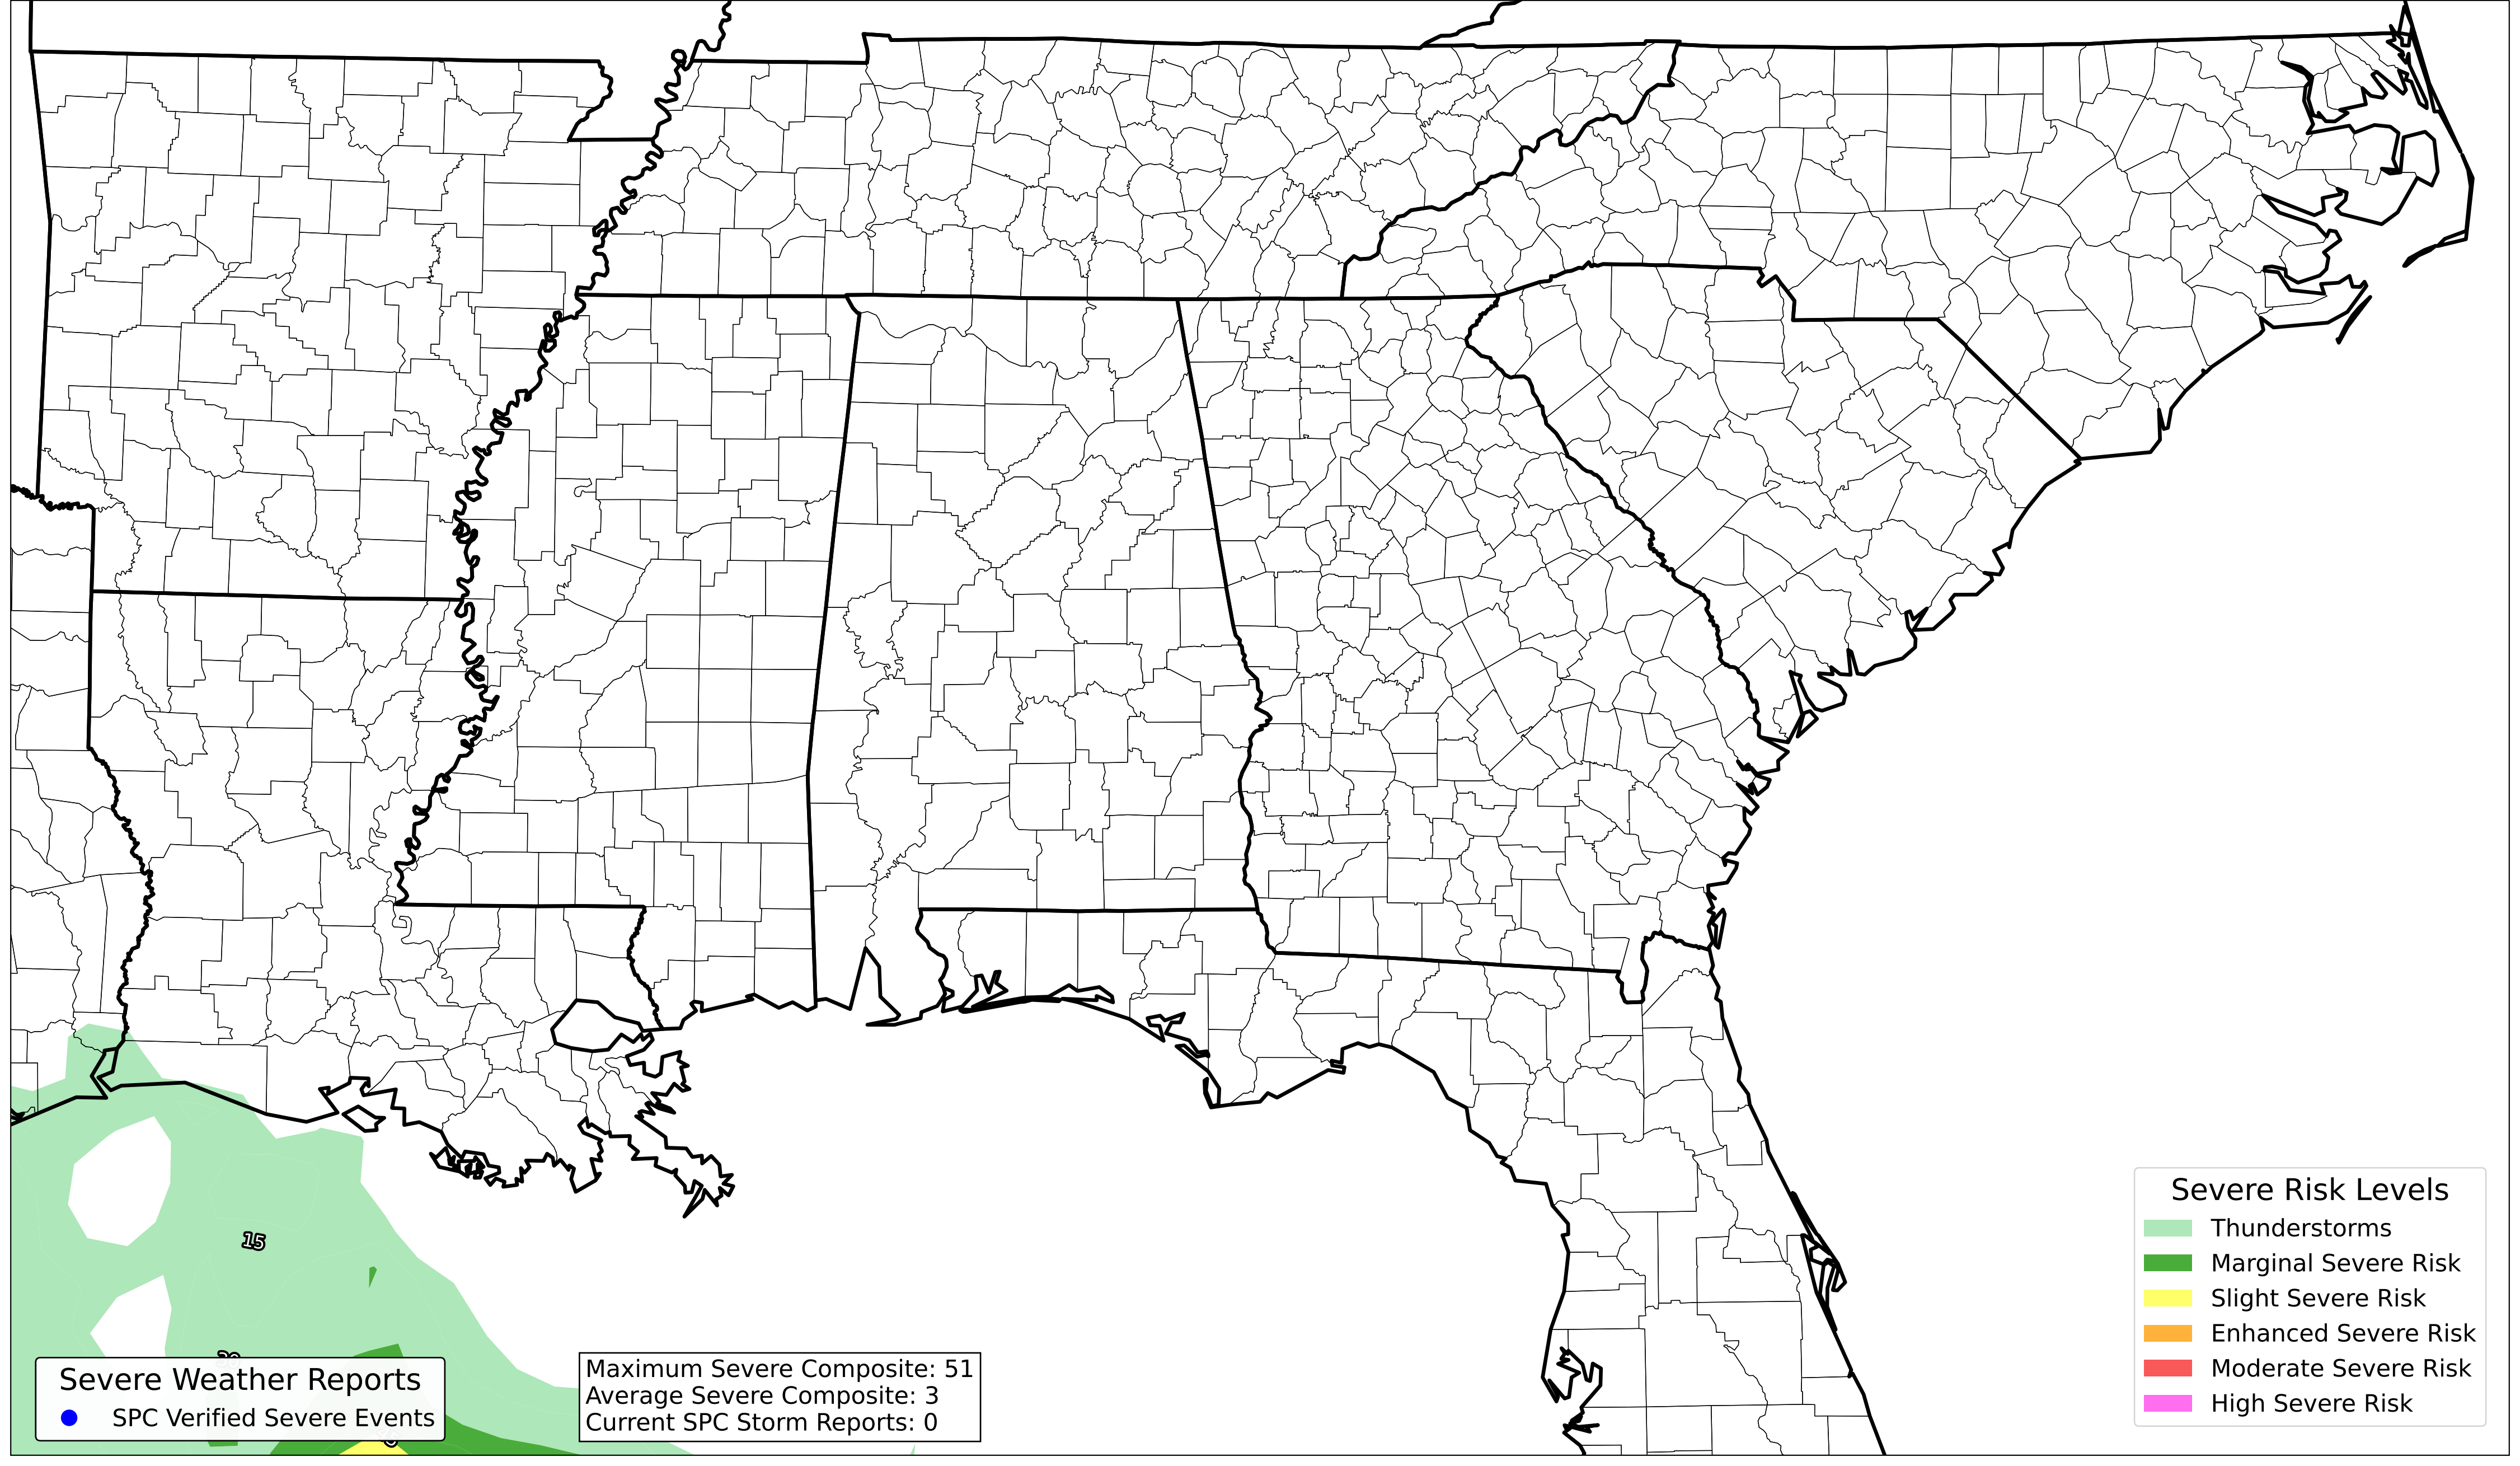 15
30
Severe Weather Reports
SPC Verified Severe Events
Maximum Severe Composite: 51
Average Severe Composite: 3
Current SPC Storm Reports: 0
Severe Risk Levels
Thunderstorms
Marginal Severe Risk
Slight Severe Risk
Enhanced Severe Risk
Moderate Severe Risk
High Severe Risk